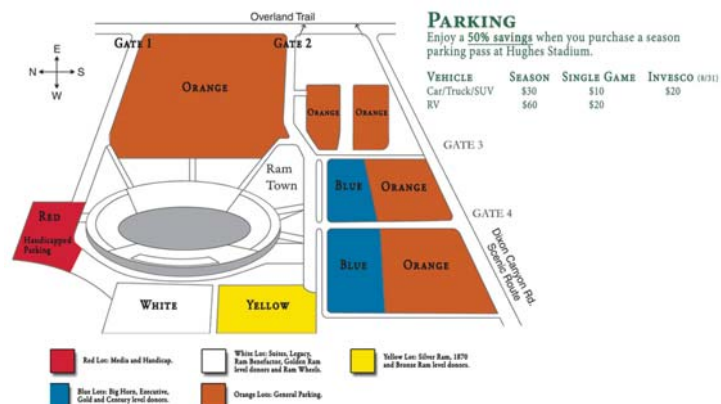 Overland Trail
PARKING
Enjoy a 50% savings when you purchase a season
parking pass at Hughes Stadium.
VEHICLE SEASON SINGLE GAME INVESCO (8/31)
Car/Truck/SUV $30 $10 $20
RV $60 $20
GATE 1
GATE 2
E
N S
W
ORANGE
ORANGE
ORANGE
GATE 3
Ram
Town
BLUE
ORANGE
RED
Handicapped
Parking
GATE 4
BLUE
ORANGE
Dixon Canyon Rd.
Scenic Route
WHITE
YELLOW
Red Lot: Media and Handicap.
White Lot: Suites, Legacy,
Ram Benefactor, Golden Ram
level donors and Ram Wheels.
Yellow Lot: Silver Ram, 1870
and Bronze Ram level donors.
Blue Lots: Big Horn, Executive,
Gold and Century level donors.
Orange Lots: General Parking.